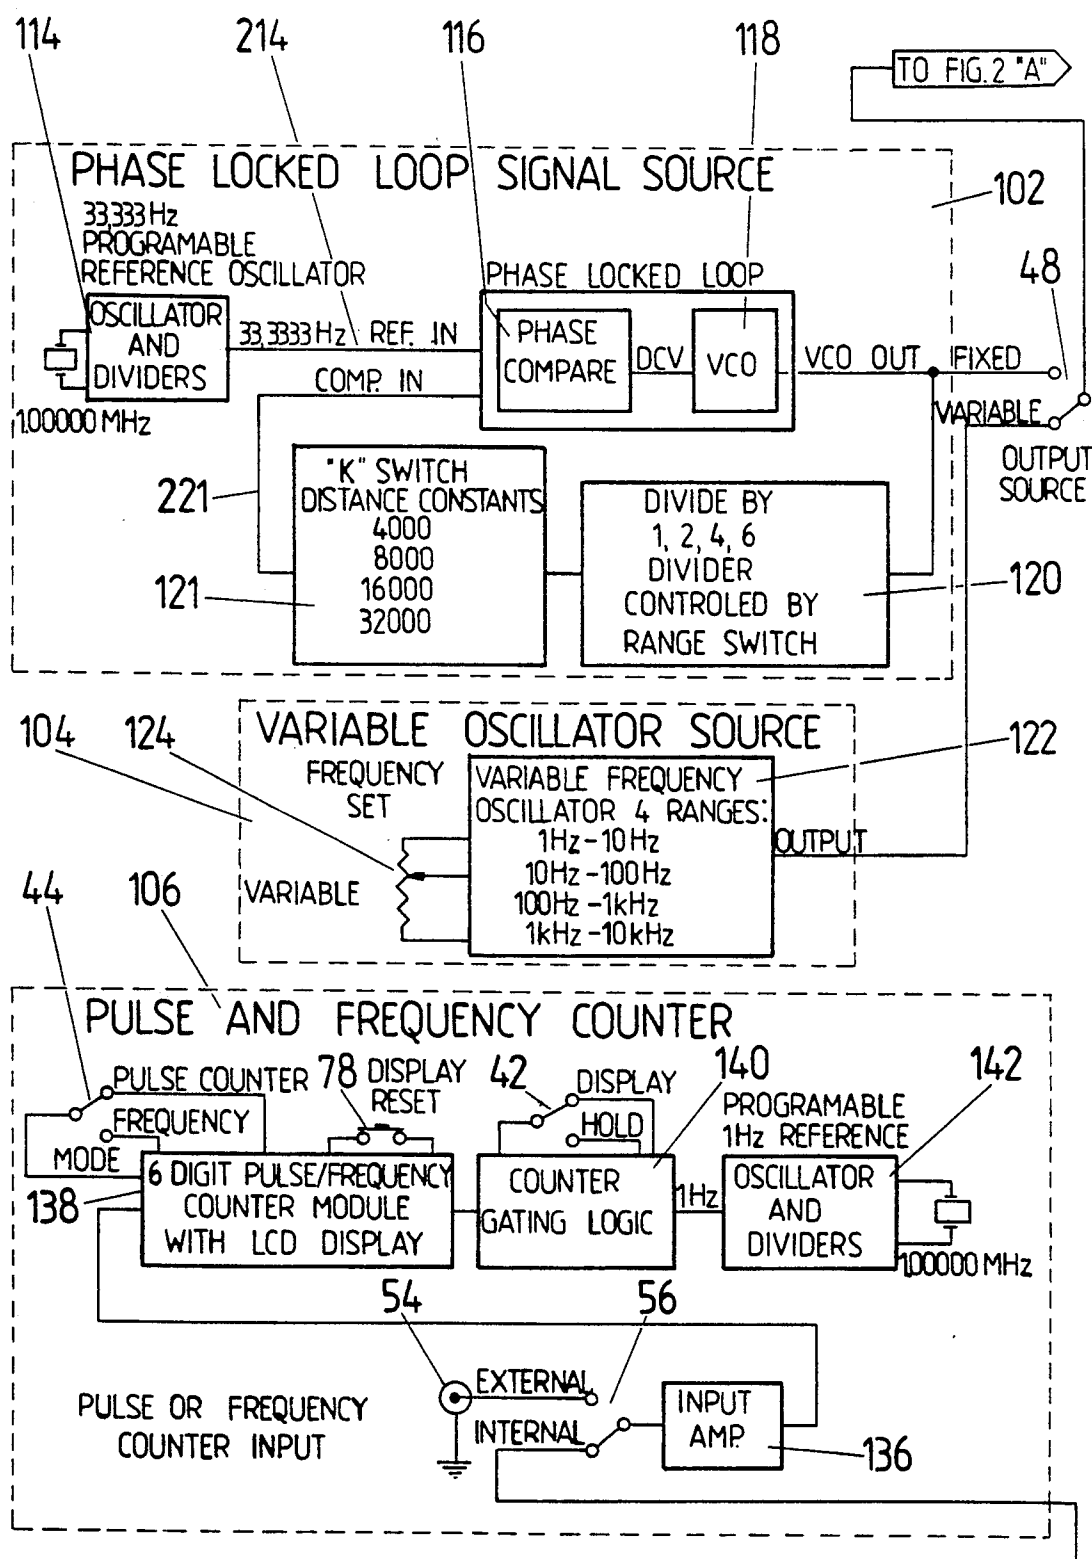 114
214
116
118
TO FIG. 2 "A"
PHASE LOCKED LOOP SIGNAL SOURCE
102
33,333 Hz
PROGRAMABLE
REFERENCE OSCILLATOR
PHASE LOCKED LOOP
48
OSCILLATOR
AND
DIVIDERS
33,3333 Hz REF. IN
COMP. IN
1.00000 MHz
PHASE
COMPARE
DCV
VCO
VCO OUT
FIXED
VARIABLE
OUTPUT
SOURCE
221
"K" SWITCH
DISTANCE CONSTANTS
4000
8000
16000
32000
121
DIVIDE BY
1, 2, 4, 6
DIVIDER
CONTROLED BY
RANGE SWITCH
120
104
124
VARIABLE OSCILLATOR SOURCE
122
FREQUENCY
SET
VARIABLE
VARIABLE FREQUENCY
OSCILLATOR 4 RANGES:
1Hz-10Hz
10Hz-100Hz
100Hz-1kHz
1kHz-10kHz
OUTPUT
44
106
PULSE AND FREQUENCY COUNTER
PULSE COUNTER
FREQUENCY
MODE
78
DISPLAY
RESET
42
DISPLAY
HOLD
140
142
PROGRAMABLE
1Hz REFERENCE
138
6 DIGIT PULSE/FREQUENCY
COUNTER MODULE
WITH LCD DISPLAY
COUNTER
GATING LOGIC
1Hz
OSCILLATOR
AND
DIVIDERS
1,00000 MHz
54
56
EXTERNAL
INTERNAL
PULSE OR FREQUENCY
COUNTER INPUT
INPUT
AMP.
136